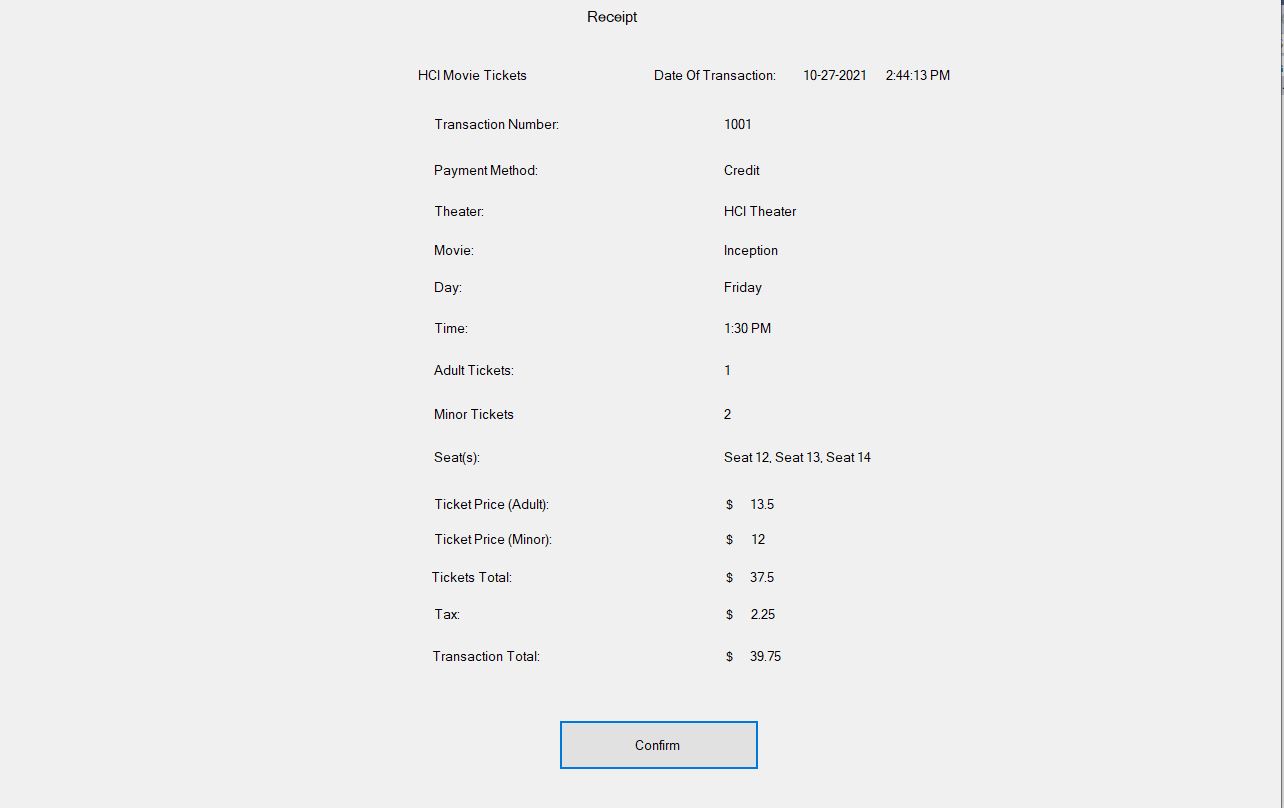 Receipt
HCI Movie Tickets Date Of Transaction: 10-27-2021 2:44:13 PM
Transaction Number: 1001
Payment Method: Credit
Theater: HCI Theater
Movie: Inception
Day: Friday
Time: 1:30 PM
Adult Tickets: 1
Minor Tickets 2
Seat(s): Seat 12, Seat 13, Seat 14
Ticket Price (Adult): $ 13.5
Ticket Price (Minor): $ 12
Tickets Total: $ 37.5
Tax: $ 2.25
Transaction Total: $ 39.75
Confirm